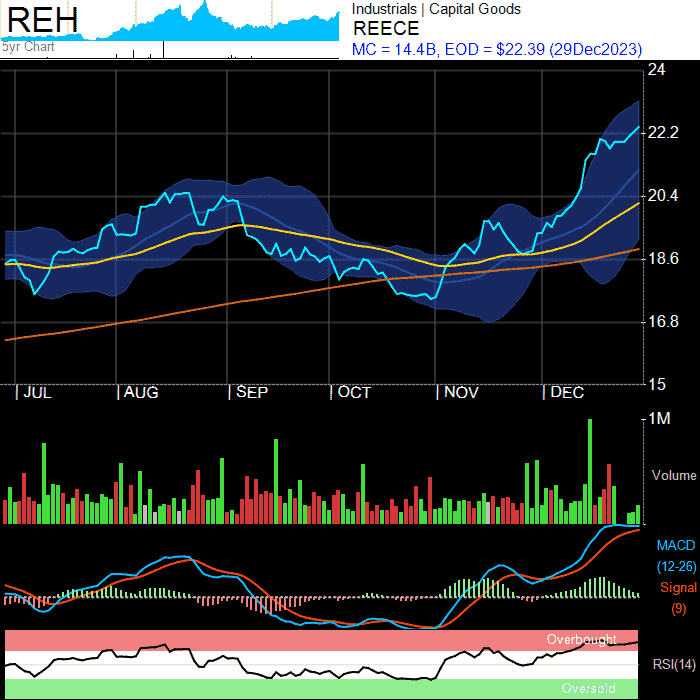 REH
5yr Chart
Industrials | Capital Goods
REECE
MC = 14.4B, EOD = $22.39 (29Dec2023)
24
22.2
20.4
18.6
16.8
15
| JUL | AUG | SEP | OCT | NOV | DEC
1M
Volume
MACD
(12-26)
Signal
(9)
Overbought
RSI(14)
Oversold